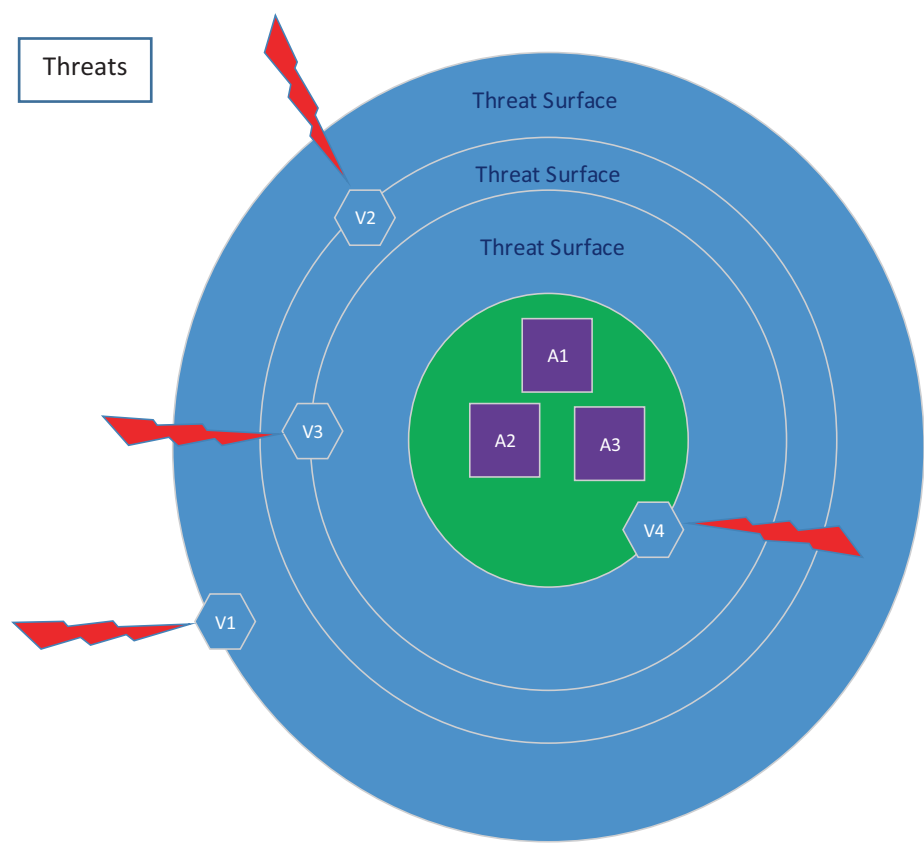 Threats
Threat Surface
Threat Surface
V2
Threat Surface
A1
V3
A2
A3
V4
V1